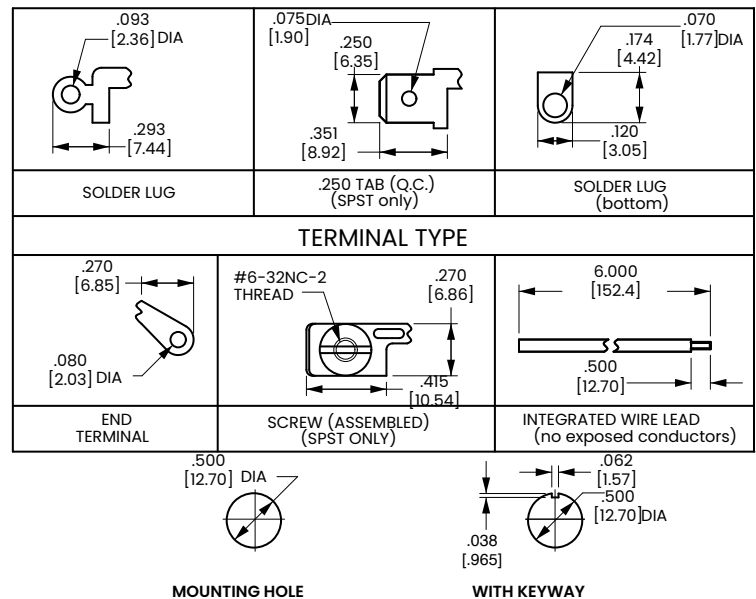 .093
[2.36] DIA
.293
[7.44]
SOLDER LUG
.075DIA
[1.90]
.250
[6.35]
.351
[8.92]
.250 TAB (Q.C.)
(SPST only)
.070
[1.77]DIA
.174
[4.42]
.120
[3.05]
SOLDER LUG
(bottom)
TERMINAL TYPE
.270
[6.85]
.080
[2.03] DIA
END
TERMINAL
#6-32NC-2
THREAD
.270
[6.86]
.415
[10.54]
SCREW (ASSEMBLED)
(SPST ONLY)
6.000
[152.4]
.500
[12.70]
INTEGRATED WIRE LEAD
(no exposed conductors)
.500
[12.70] DIA
MOUNTING HOLE
.062
[1.57]
.500
[12.70]DIA
.038
[.965]
WITH KEYWAY